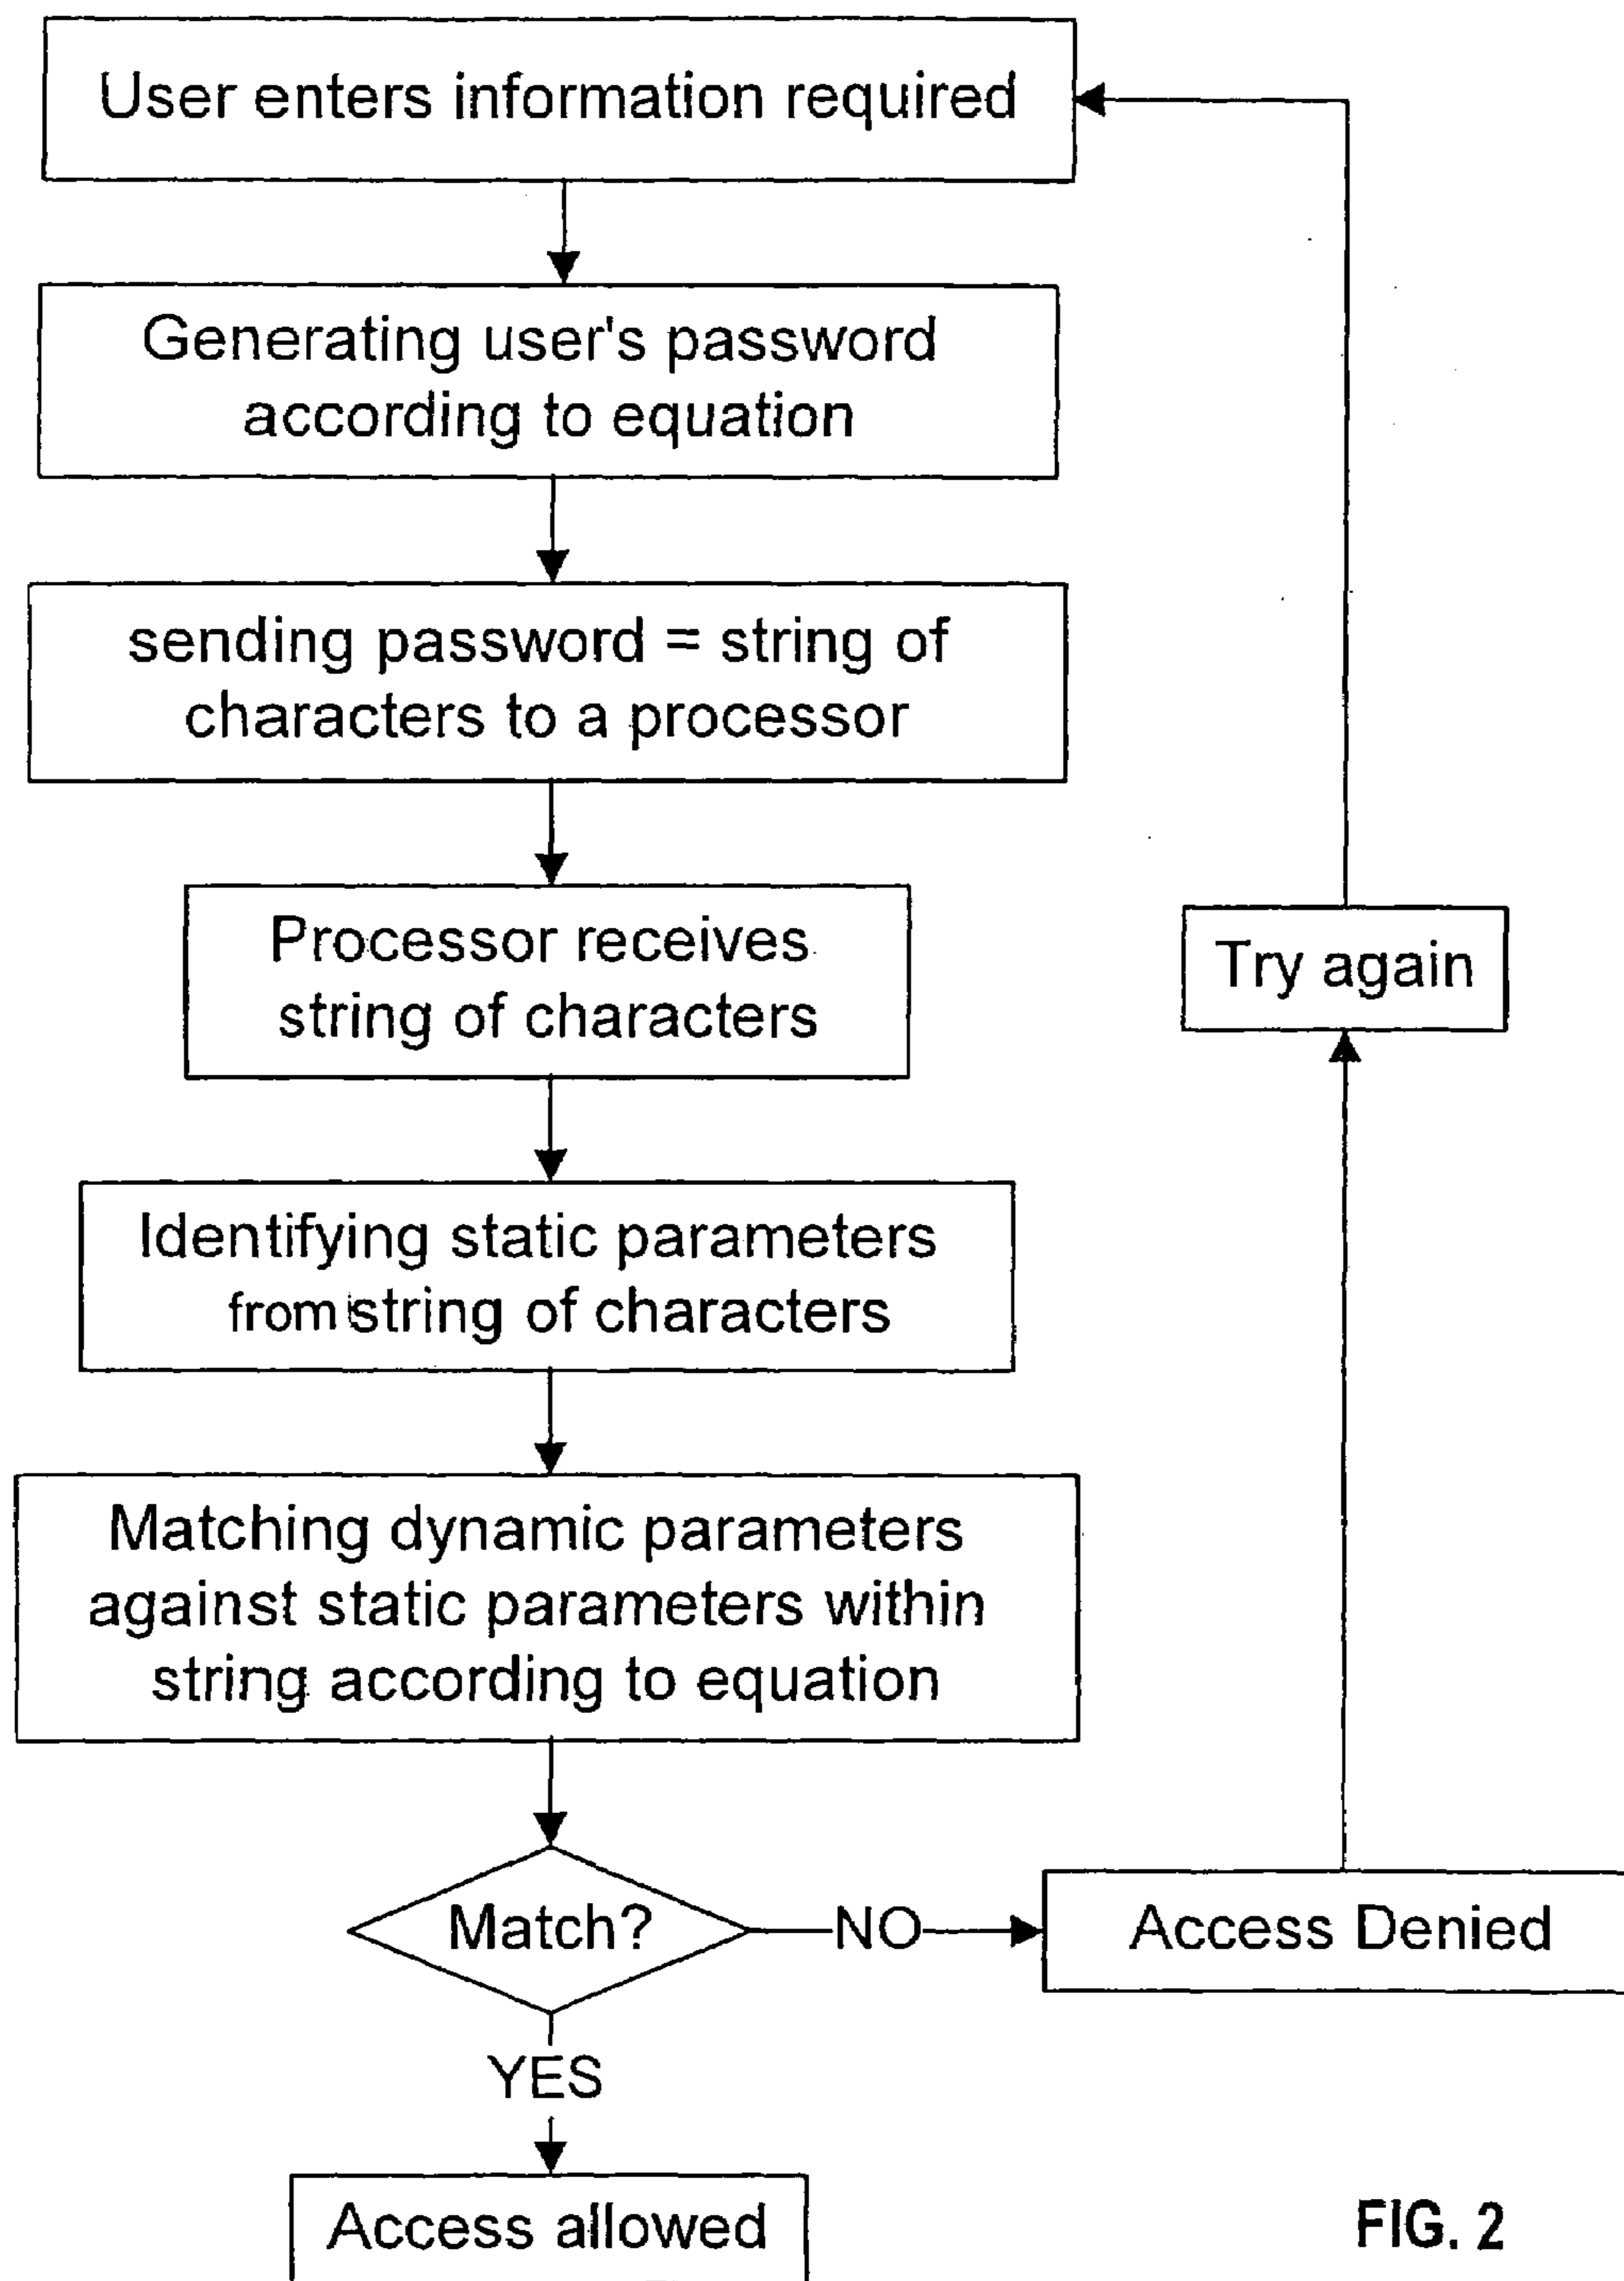 User enters information required
Generating user's password
according to equation
sending password = string of
characters to a processor
Processor receives
string of characters
Try again
Identifying static parameters
from string of characters
Matching dynamic parameters
against static parameters within
string according to equation
Match?
NO
Access Denied
YES
Access allowed
FIG. 2